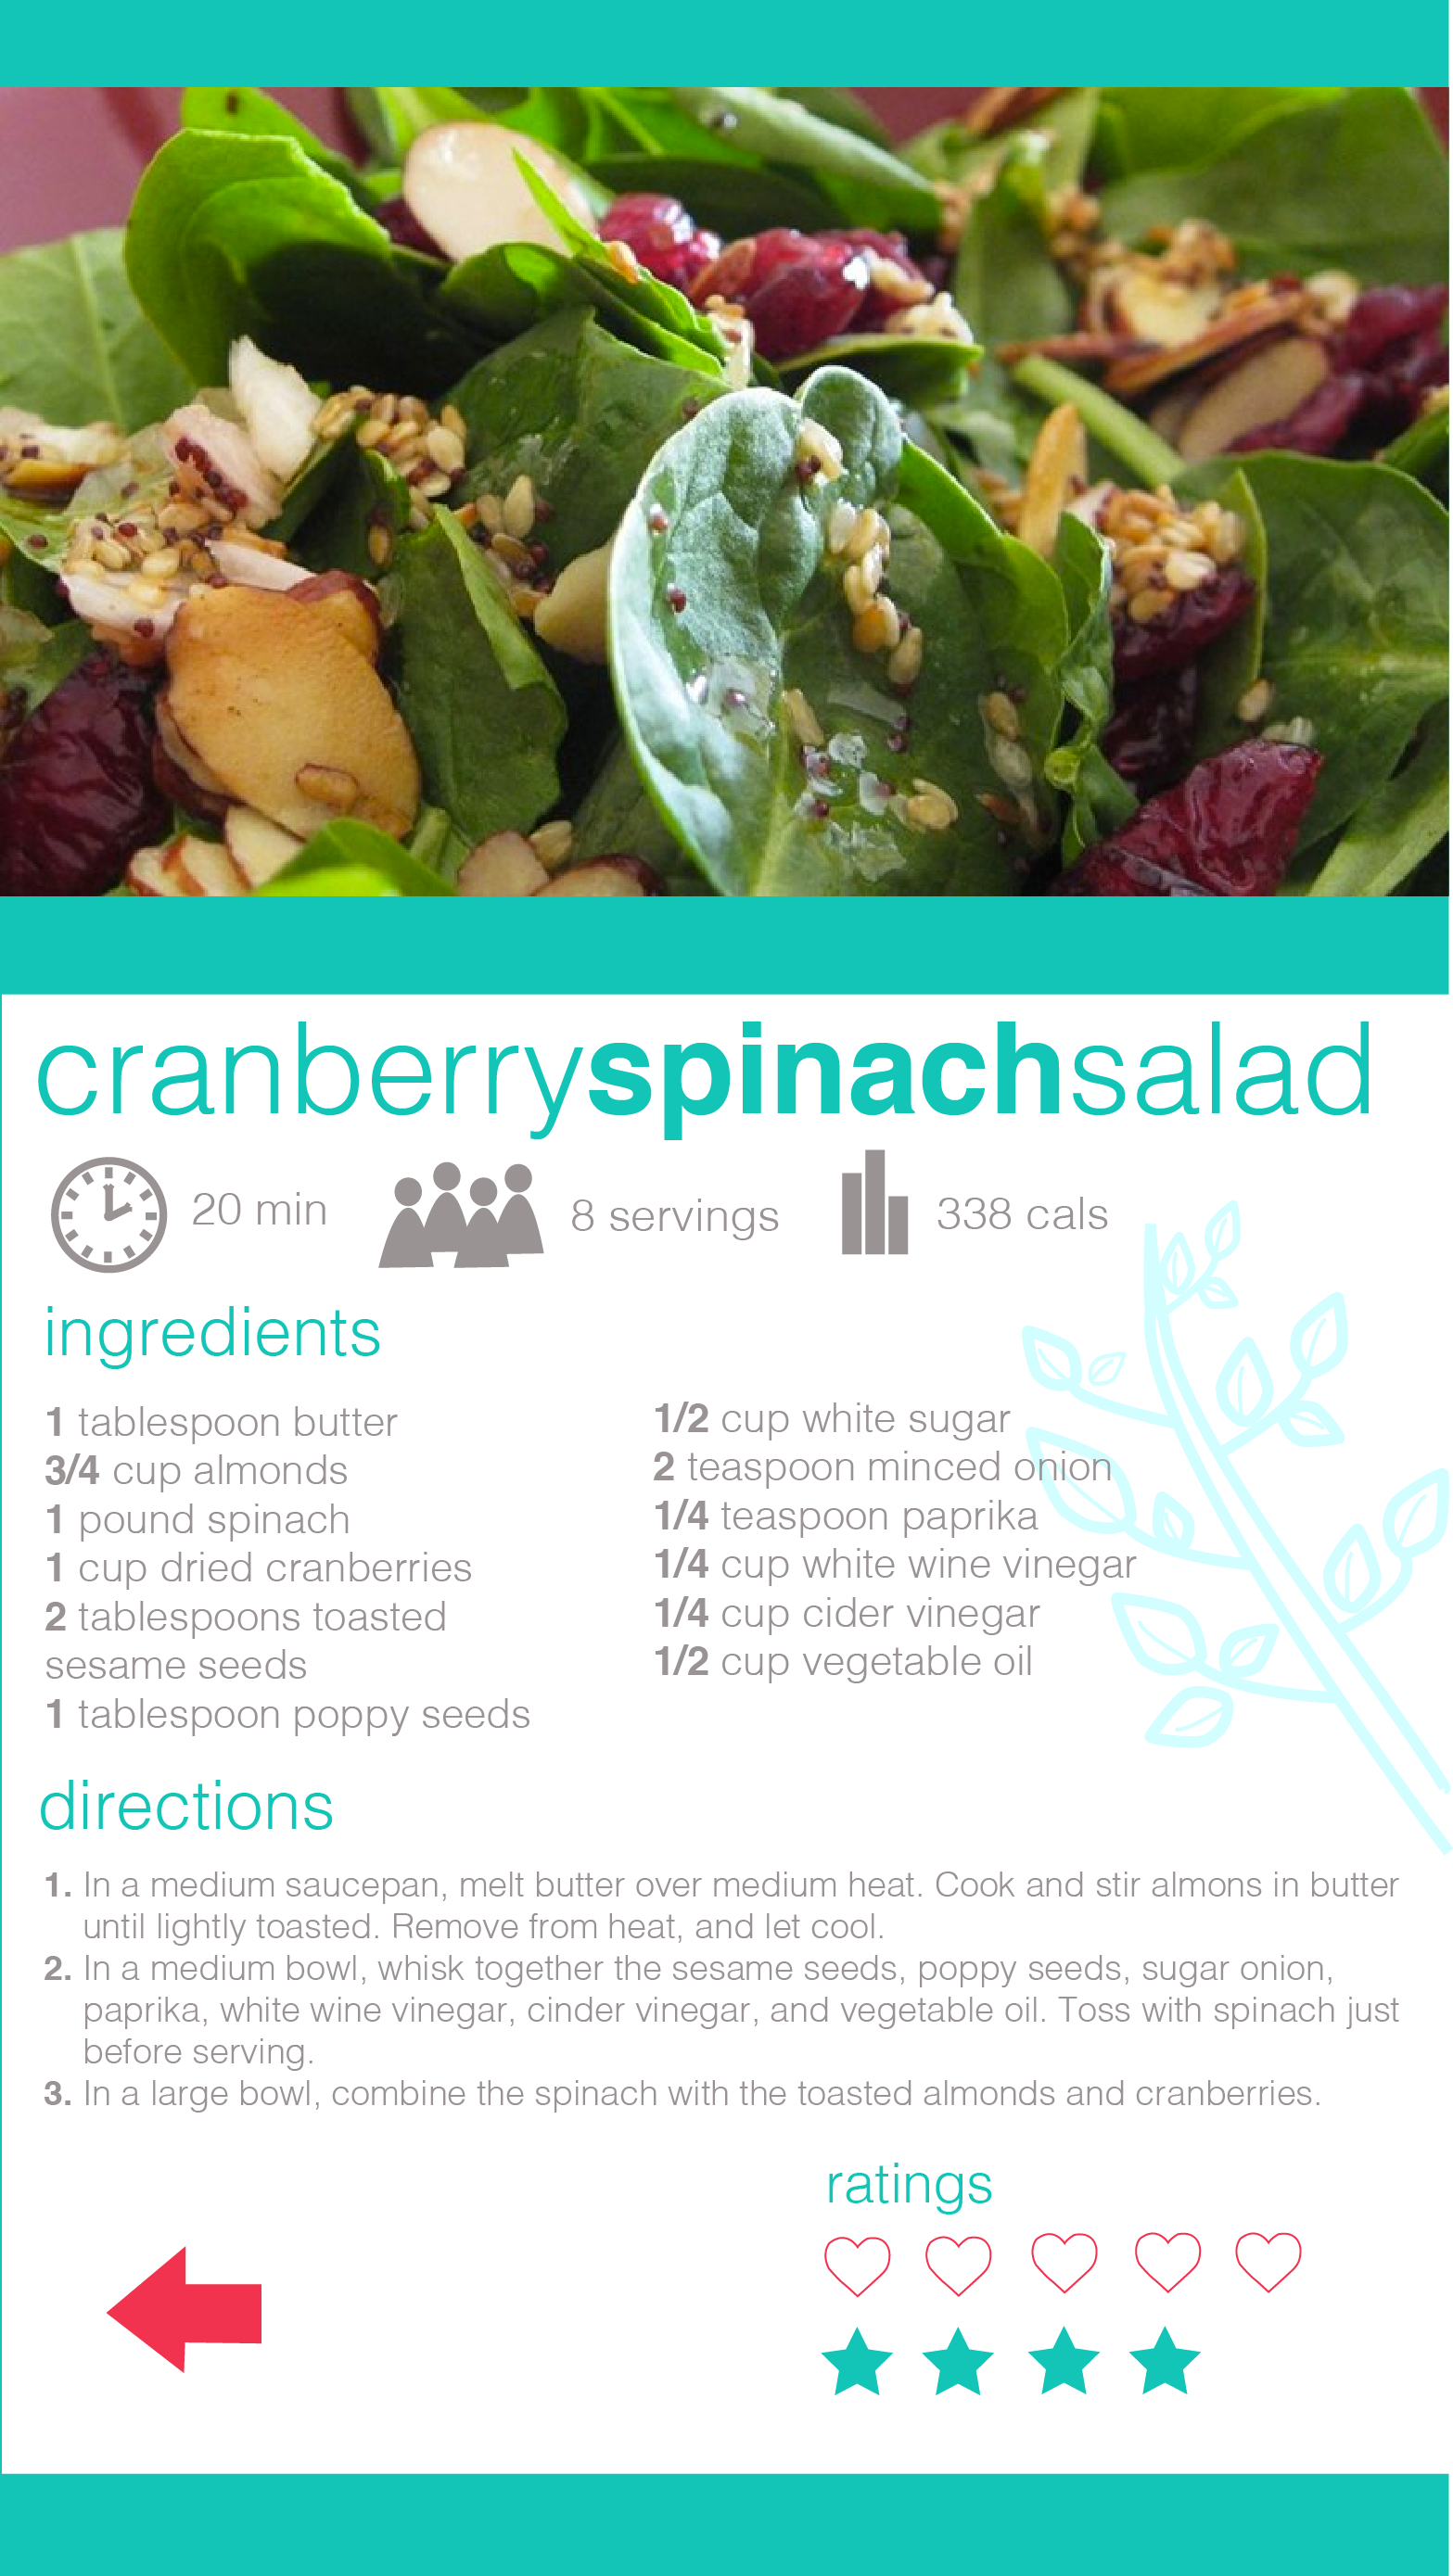 cranberryspinachsalad
20 min
8 servings
338 cals
ingredients
1 tablespoon butter
3/4 cup almonds
1 pound spinach
1 cup dried cranberries
2 tablespoons toasted
sesame seeds
1 tablespoon poppy seeds
1/2 cup white sugar
2 teaspoon minced onion
1/4 teaspoon paprika
1/4 cup white wine vinegar
1/4 cup cider vinegar
1/2 cup vegetable oil
directions
1. In a medium saucepan, melt butter over medium heat. Cook and stir almons in butter
until lightly toasted. Remove from heat, and let cool.
2. In a medium bowl, whisk together the sesame seeds, poppy seeds, sugar onion,
paprika, white wine vinegar, cinder vinegar, and vegetable oil. Toss with spinach just
before serving.
3. In a large bowl, combine the spinach with the toasted almonds and cranberries.
ratings